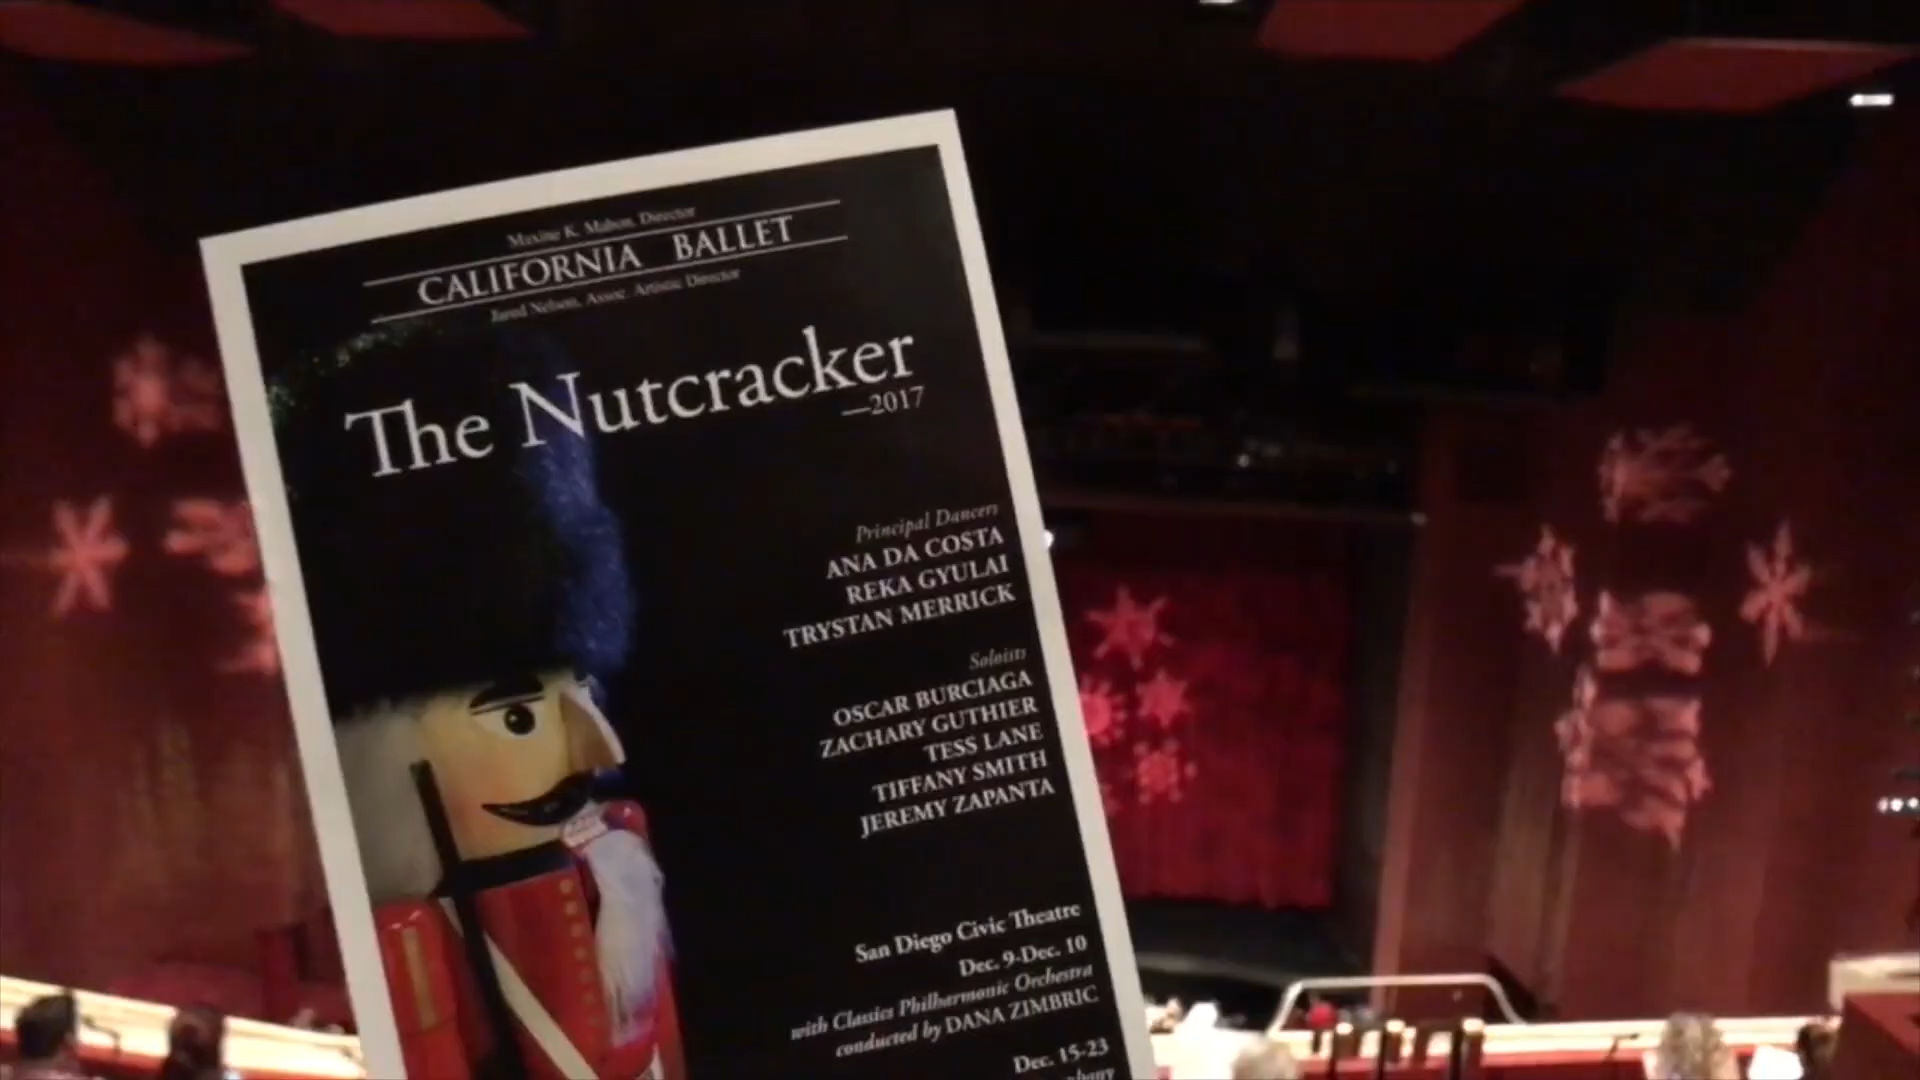 Maxine K. Mahon, Director
CALIFORNIA BALLET
Jared Nelson, Assoc. Artistic Director
The Nutcracker
—2017
Principal Dancers
ANA DA COSTA
REKA GYULAI
TRYSTAN MERRICK
Soloists
OSCAR BURCIAGA
ZACHARY GUTHIER
TESS LANE
TIFFANY SMITH
JEREMY ZAPANTA
San Diego Civic Theatre
Dec. 9-Dec. 10
with Classics Philharmonic Orchestra
conducted by DANA ZIMBRIC
Dec. 15-23